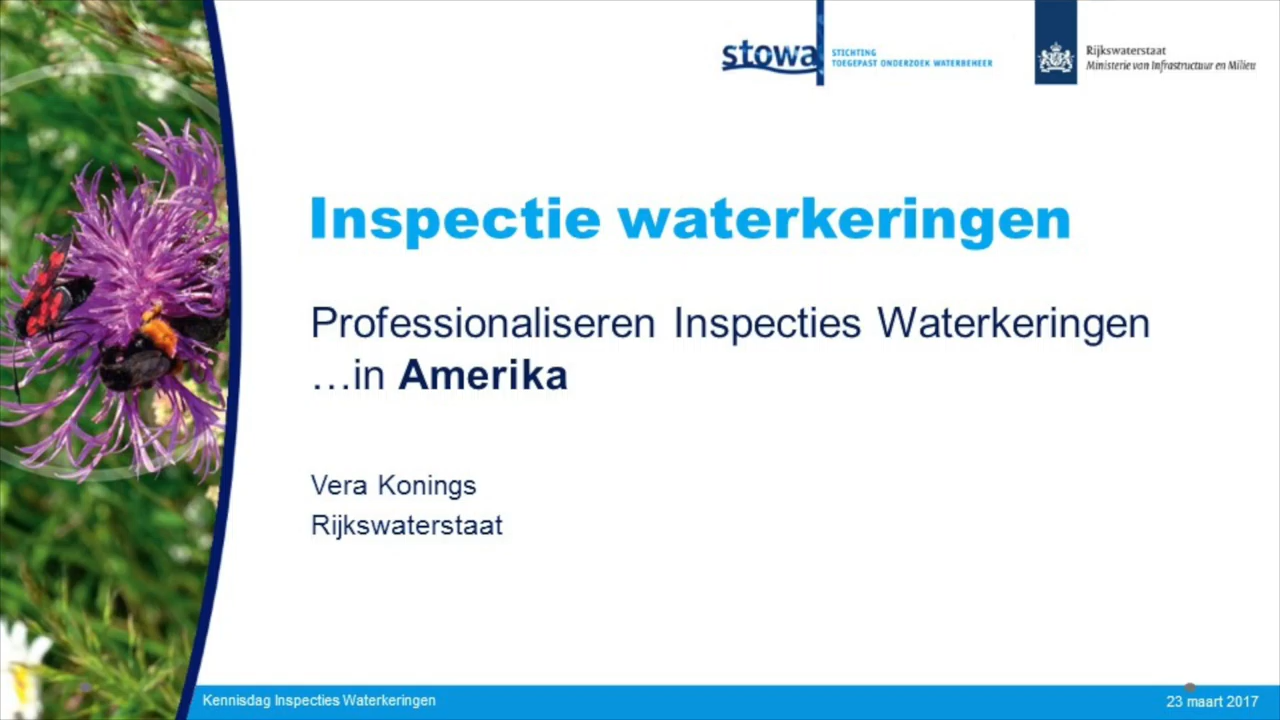 stowa
STICHTING
TOEGEPAST ONDERZOEK WATERBEHEER
Rijkswaterstaat
Ministerie van Infrastructuur en Milieu
Inspectie waterkeringen
Professionaliseren Inspecties Waterkeringen
…in Amerika
Vera Konings
Rijkswaterstaat
Kennisdag Inspecties Waterkeringen
23 maart 2017